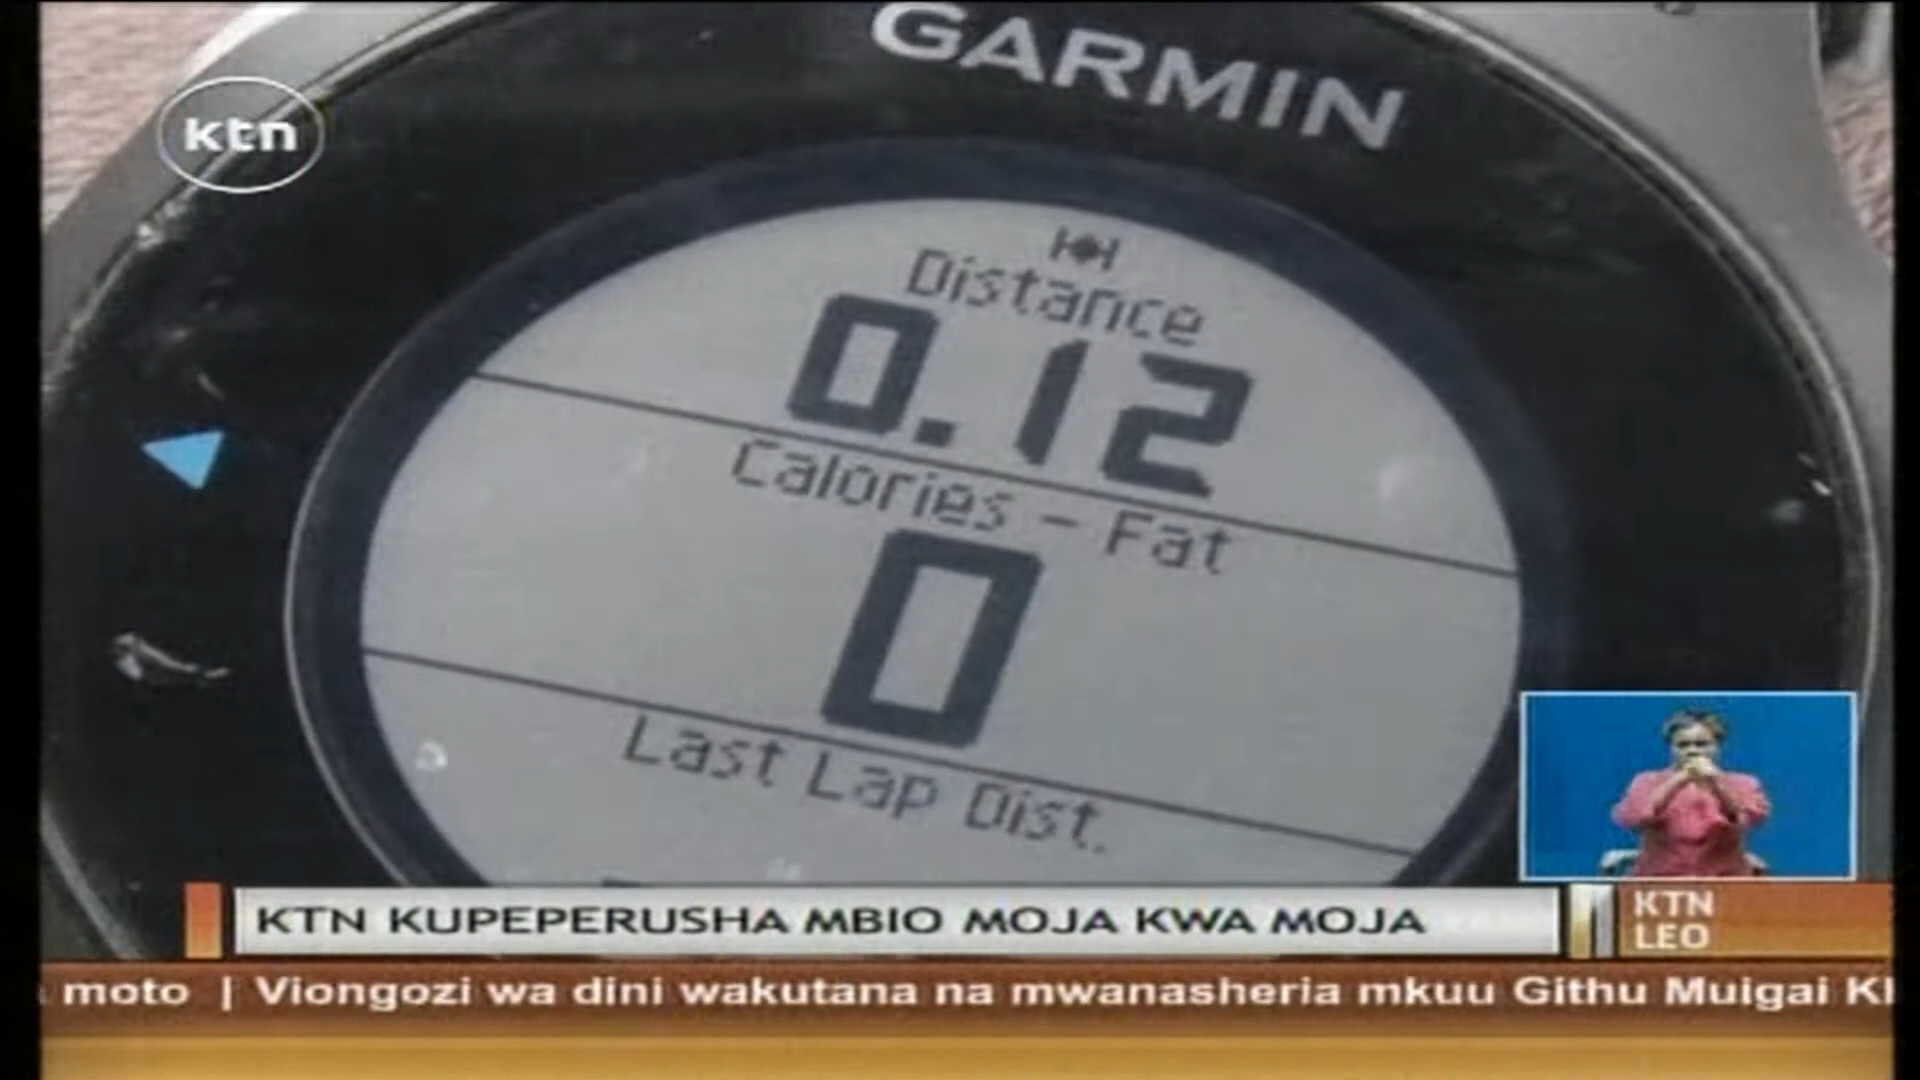 GARMIN
ktn
Distance
0.12
Calories - Fat
0
Last Lap Dist.
KTN KUPEPERUSHA MBIO MOJA KWA MOJA
KTN
LEO
moto | Viongozi wa dini wakutana na mwanasheria mkuu Githu Muigai